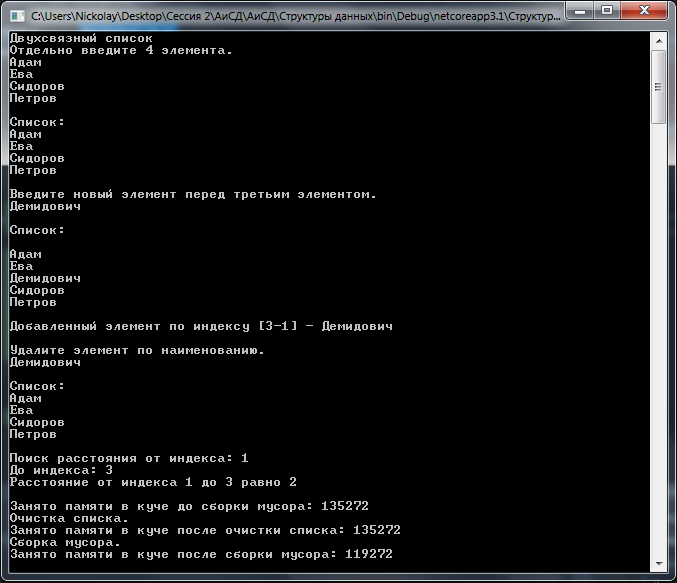 C:\Users\Nickolay\Desktop\Сессия 2\АиСД\АиСД\Структуры данных\bin\Debug\netcoreapp3.1\Структур...
Двухсвязный список
Отдельно введите 4 элемента.
Адам
Ева
Сидоров
Петров
Список:
Адам
Ева
Сидоров
Петров
Введите новый элемент перед третьим элементом.
Демидович
Список:
Адам
Ева
Демидович
Сидоров
Петров
Добавленный элемент по индексу [3-1] - Демидович
Удалите элемент по наименованию.
Демидович
Список:
Адам
Ева
Сидоров
Петров
Поиск расстояния от индекса: 1
До индекса: 3
Расстояние от индекса 1 до 3 равно 2
Занято памяти в куче до сборки мусора: 135272
Очистка списка.
Занято памяти в куче после очистки списка: 135272
Сборка мусора.
Занято памяти в куче после сборки мусора: 119272